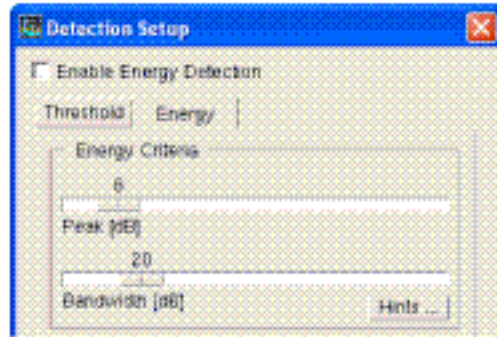 Detection Setup
Enable Energy Detection
Threshold Energy
Energy Criteria
6
Peak [dB]
20
Bandwidth [dB]
Hints ...